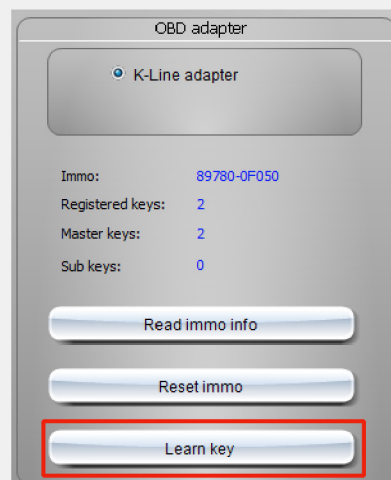 OBD adapter
K-Line adapter
Immo: 89780-0F050
Registered keys: 2
Master keys: 2
Sub keys: 0
Read immo info
Reset immo
Learn key